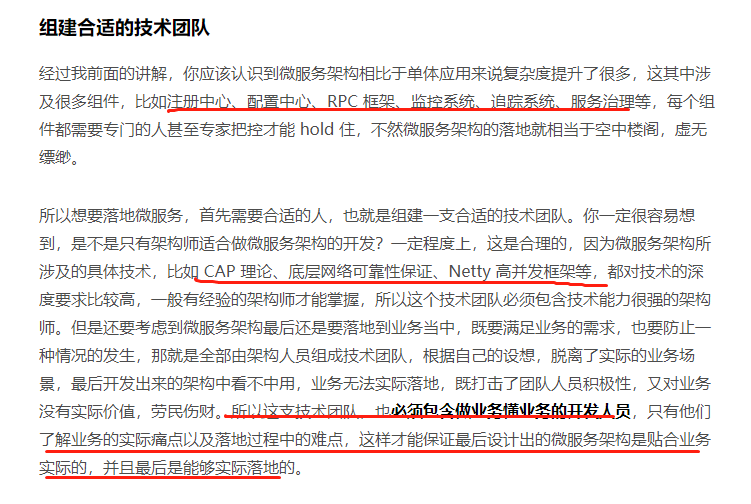 组建合适的技术团队
经过我前面的讲解，你应该认识到微服务架构相比于单体应用来说复杂度提升了很多，这其中涉
及很多组件，比如注册中心、配置中心、RPC 框架、监控系统、追踪系统、服务治理等，每个组
件都需要专门的人甚至专家把控才能 hold 住，不然微服务架构的落地就相当于空中楼阁，虚无
缥缈。
所以想要落地微服务，首先需要合适的人，也就是组建一支合适的技术团队。你一定很容易想
到，是不是只有架构师适合做微服务架构的开发？一定程度上，这是合理的，因为微服务架构所
涉及的具体技术，比如 CAP 理论、底层网络可靠性保证、Netty 高并发框架等，都对技术的深
度要求比较高，一般有经验的架构师才能掌握，所以这个技术团队必须包含技术能力很强的架构
师。但是还要考虑到微服务架构最后还是要落地到业务当中，既要满足业务的需求，也要防止一
种情况的发生，那就是全部由架构人员组成技术团队，根据自己的设想，脱离了实际的业务场
景，最后开发出来的架构中看不中用，业务无法实际落地，既打击了团队人员积极性，又对业务
没有实际价值，劳民伤财。所以这支技术团队，也必须包含做业务懂业务的开发人员，只有他们
了解业务的实际痛点以及落地过程中的难点，这样才能保证最后设计出的微服务架构是贴合业务
实际的，并且最后是能够实际落地的。